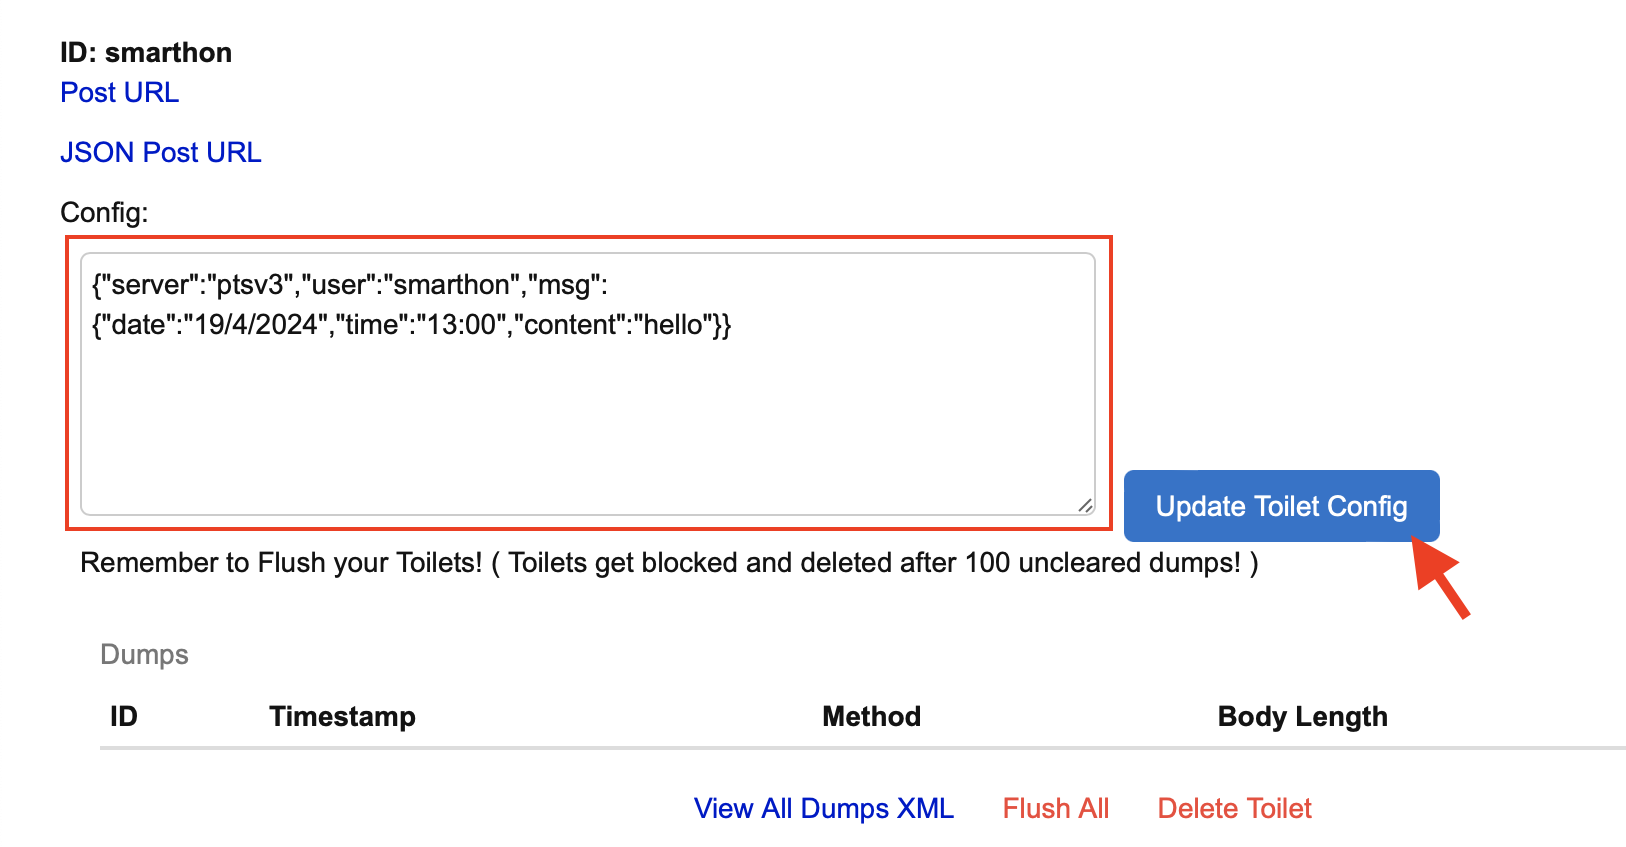 ID: smarthon
Post URL
JSON Post URL
Config:
{"server":"ptsv3","user":"smarthon","msg":
{"date":"19/4/2024","time":"13:00","content":"hello"}}
Update Toilet Config
Remember to Flush your Toilets! ( Toilets get blocked and deleted after 100 uncleared dumps! )
Dumps
ID Timestamp Method Body Length
View All Dumps XML Flush All Delete Toilet